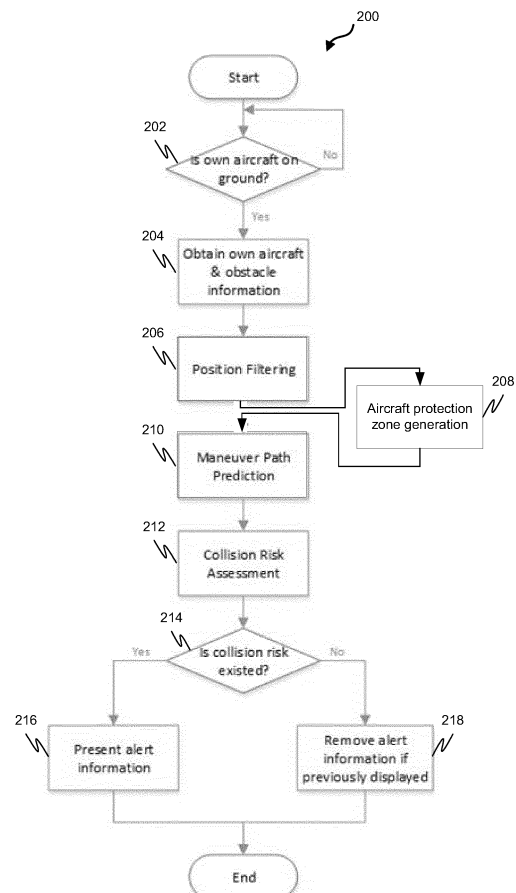 200
Start
202
Is own aircraft on
ground?
No
Yes
204
Obtain own aircraft
& obstacle
information
206
Position Filtering
208
Aircraft protection
zone generation
210
Maneuver Path
Prediction
212
Collision Risk
Assessment
214
Is collision risk
existed?
Yes
No
216
Present alert
information
218
Remove alert
information if
previously displayed
End